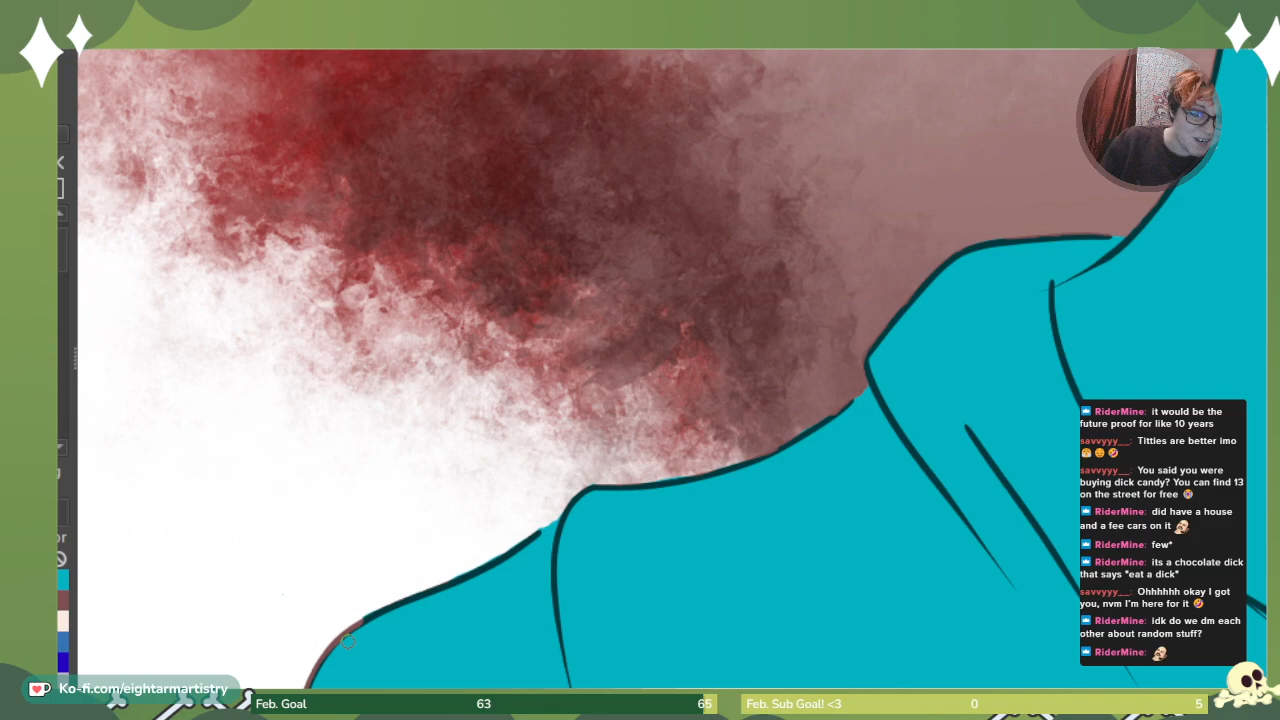 RiderMine: it would be the
future proof for like 10 years
savvyyy__: Titties are better imo
savvyyy__: You said you were
buying dick candy? You can find 13
on the street for free
RiderMine: did have a house
and a fee cars on it
RiderMine: few*
RiderMine: its a chocolate dick
that says "eat a dick"
savvyyy__: Ohhhhhh okay I got
you, nvm I'm here for it
RiderMine: idk do we dm each
other about random stuff?
RiderMine:
or
Ko-fi.com/eightarmartistry
Feb. Goal 63 65
Feb. Sub Goal! <3 0 5